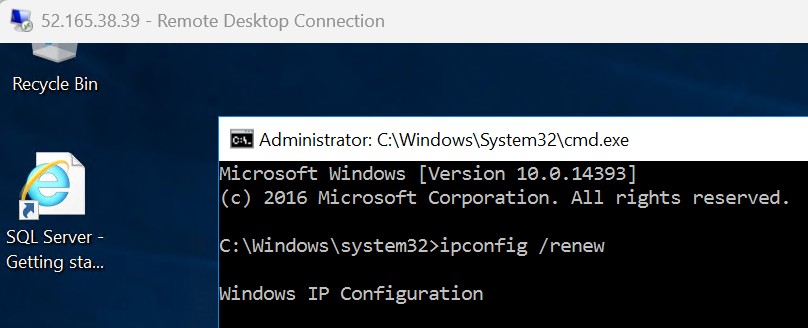 52.165.38.39 - Remote Desktop Connection
Recycle Bin
Administrator: C:\Windows\System32\cmd.exe
Microsoft Windows [Version 10.0.14393]
(c) 2016 Microsoft Corporation. All rights reserved.
SQL Server -
Getting sta...
C:\Windows\system32>ipconfig /renew
Windows IP Configuration